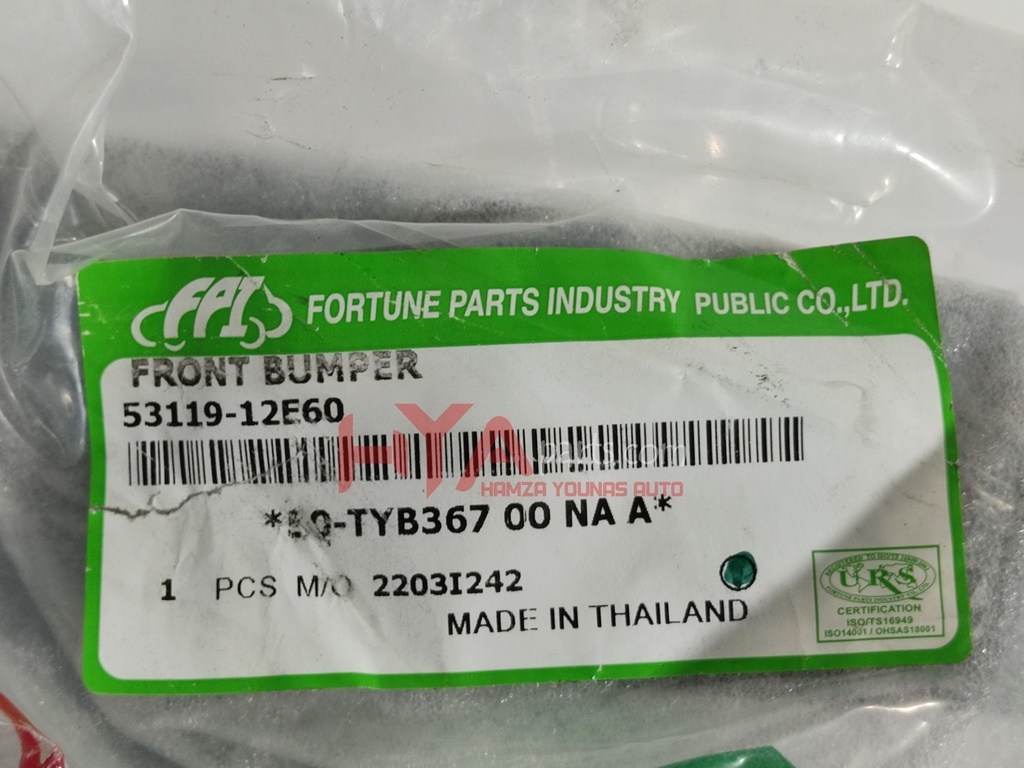 FPI FORTUNE PARTS INDUSTRY PUBLIC CO.,LTD.
FRONT BUMPER
53119-12E60
HYA parts.com
HAMZA YOUNAS AUTO
00 NA A*
1 PCS M/O 2203I242
MADE IN THAILAND
URS
CERTIFICATION
ISO/TS16949
ISO14001 / OHSAS18001